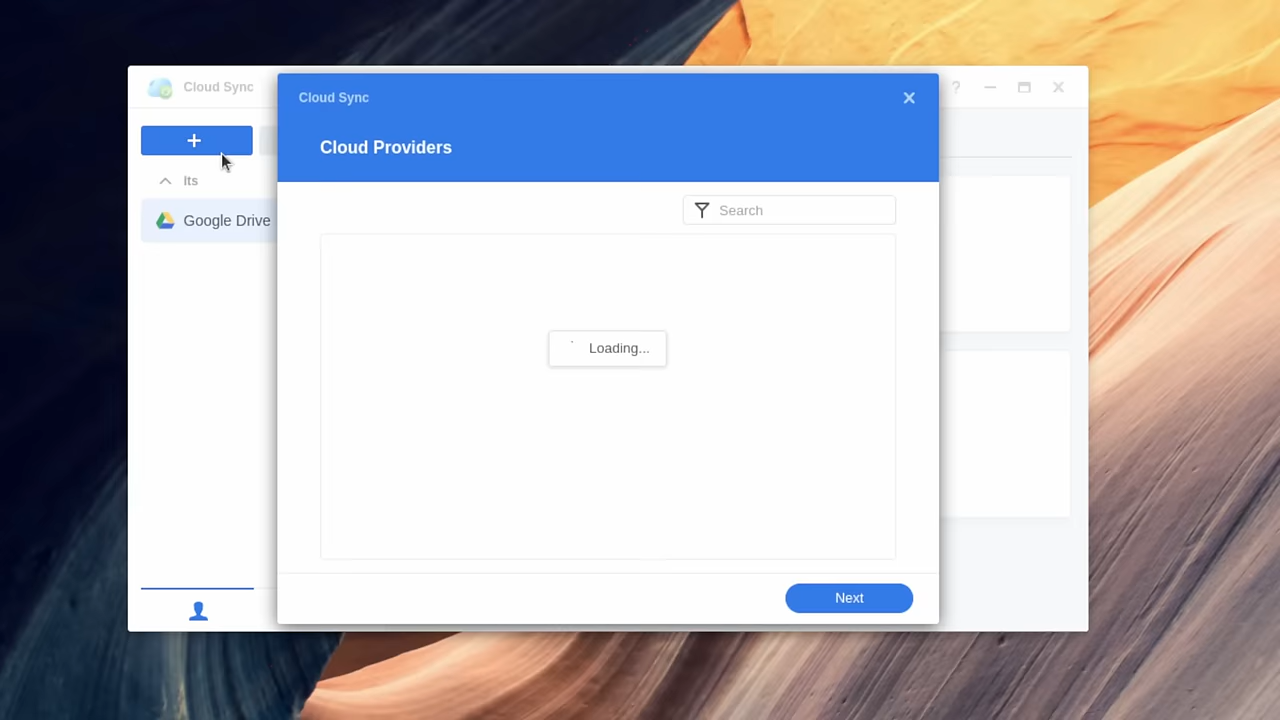 Cloud Sync
Cloud Sync
?
Cloud Providers
+
Its
Google Drive
Search
Loading...
Next